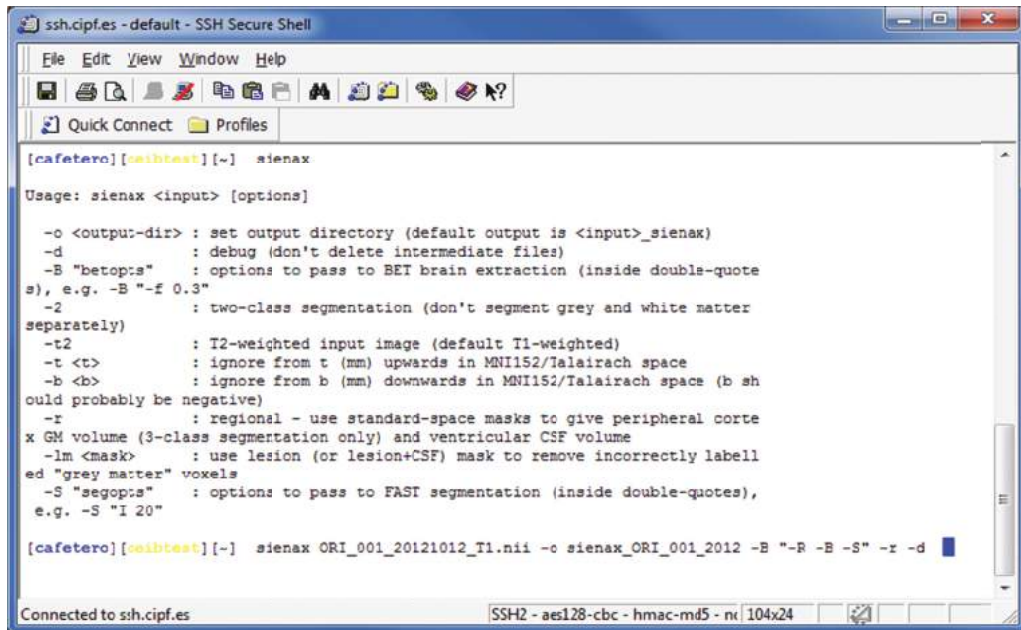 ssh.cipf.es - default - SSH Secure Shell
File Edit View Window Help
Quick Connect Profiles
[cafetero][ceibtest][~] sienax
Usage: sienax <input> [options]
-o <output-dir> : set output directory (default output is <input>_sienax)
-d : debug (don't delete intermediate files)
-B "betopts" : options to pass to BET brain extraction (inside double-quote
s), e.g. -B "-f 0.3"
-2 : two-class segmentation (don't segment grey and white matter
separately)
-t2 : T2-weighted input image (default T1-weighted)
-t <t> : ignore from t (mm) upwards in MNI152/Talairach space
-b <b> : ignore from b (mm) downwards in MNI152/Talairach space (b sh
ould probably be negative)
-r : regional - use standard-space masks to give peripheral corte
x GM volume (3-class segmentation only) and ventricular CSF volume
-lm <mask> : use lesion (or lesion+CSF) mask to remove incorrectly labell
ed "grey matter" voxels
-S "segopts" : options to pass to FAST segmentation (inside double-quotes),
e.g. -S "I 20"
[cafetero][ceibtest][~] sienax ORI_001_20121012_T1.nii -o sienax_ORI_001_2012 -B "-R -B -S" -r -d
Connected to ssh.cipf.es SSH2 - aes128-cbc - hmac-md5 - nc 104x24